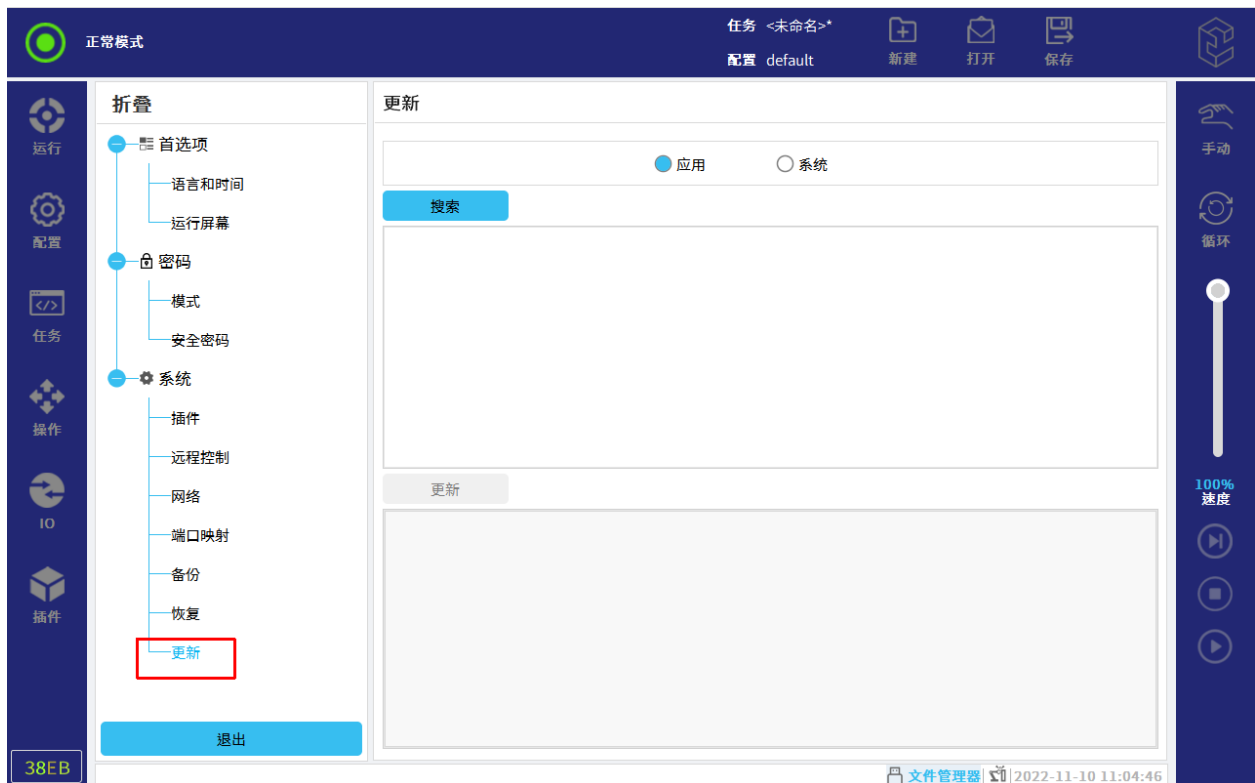 正常模式
任务 <未命名>*
配置 default
新建
打开
保存
运行
配置
任务
操作
IO
插件
38EB
折叠
首选项
语言和时间
运行屏幕
密码
模式
安全密码
系统
插件
远程控制
网络
端口映射
备份
恢复
更新
退出
更新
应用 系统
搜索
更新
手动
循环
100%
速度
文件管理器 2022-11-10 11:04:46